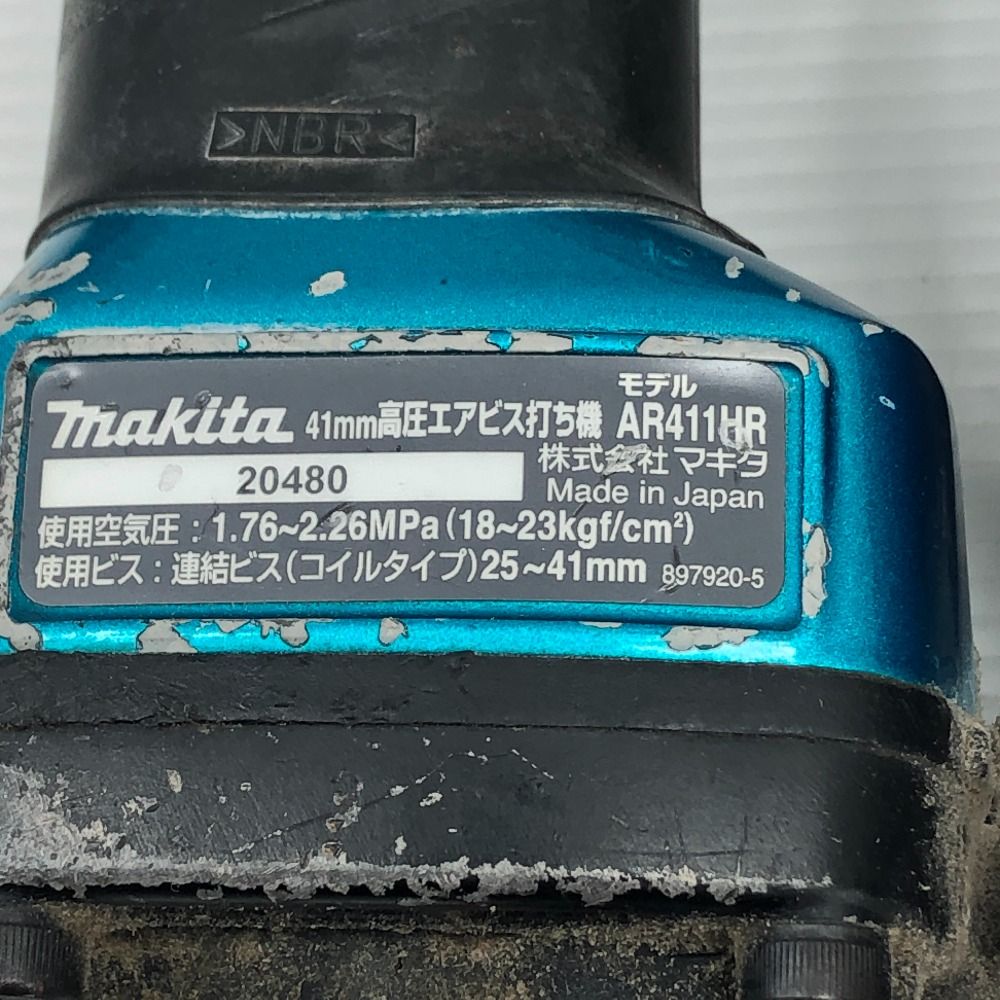 >NBR<
makita 41mm高圧エアビス打ち機 モデル AR411HR
20480
株式会社 マキタ
Made in Japan
使用空気圧：1.76~2.26MPa(18~23kgf/cm²)
使用ビス：連結ビス(コイルタイプ)25~41mm 897920-5